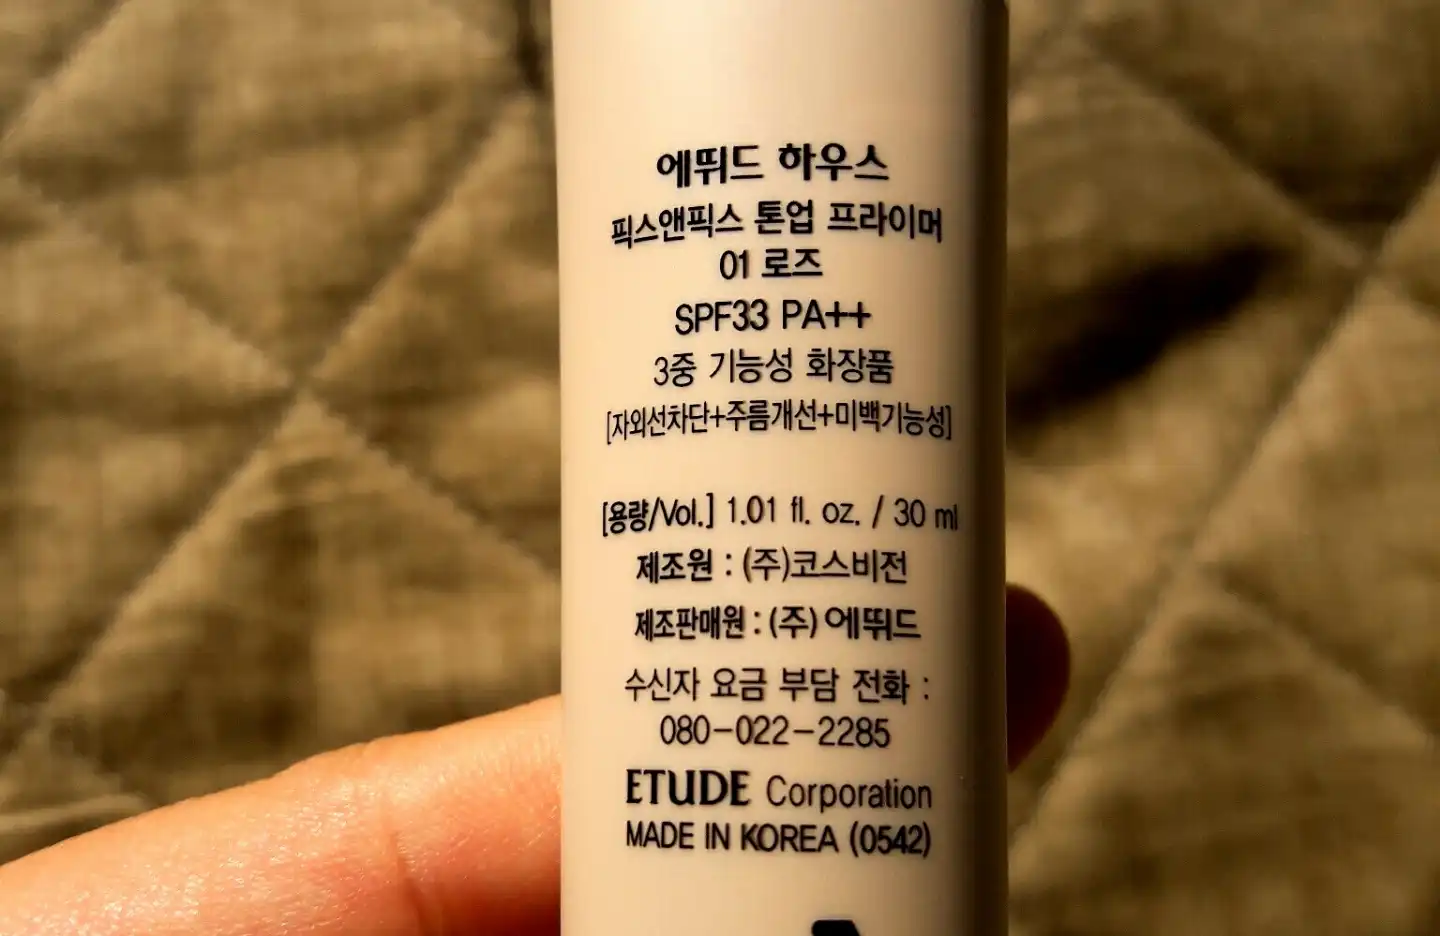 에뛰드 하우스
픽스앤픽스 톤업 프라이머
01 로즈
SPF33 PA++
3중 기능성 화장품
[자외선차단+주름개선+미백기능성]
[용량/Vol.] 1.01 fl. oz. / 30 ml
제조원 : (주)코스비전
제조판매원 : (주) 에뛰드
수신자 요금 부담 전화 :
080-022-2285
ETUDE Corporation
MADE IN KOREA (0542)